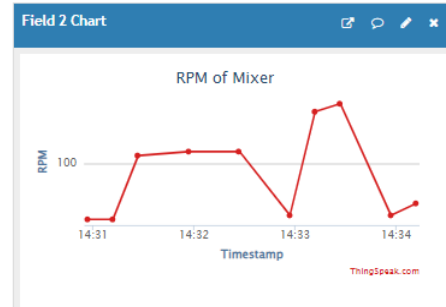 Field 2 Chart
RPM of Mixer
RPM
100
14:31 14:32 14:33 14:34
Timestamp
ThingSpeak.com